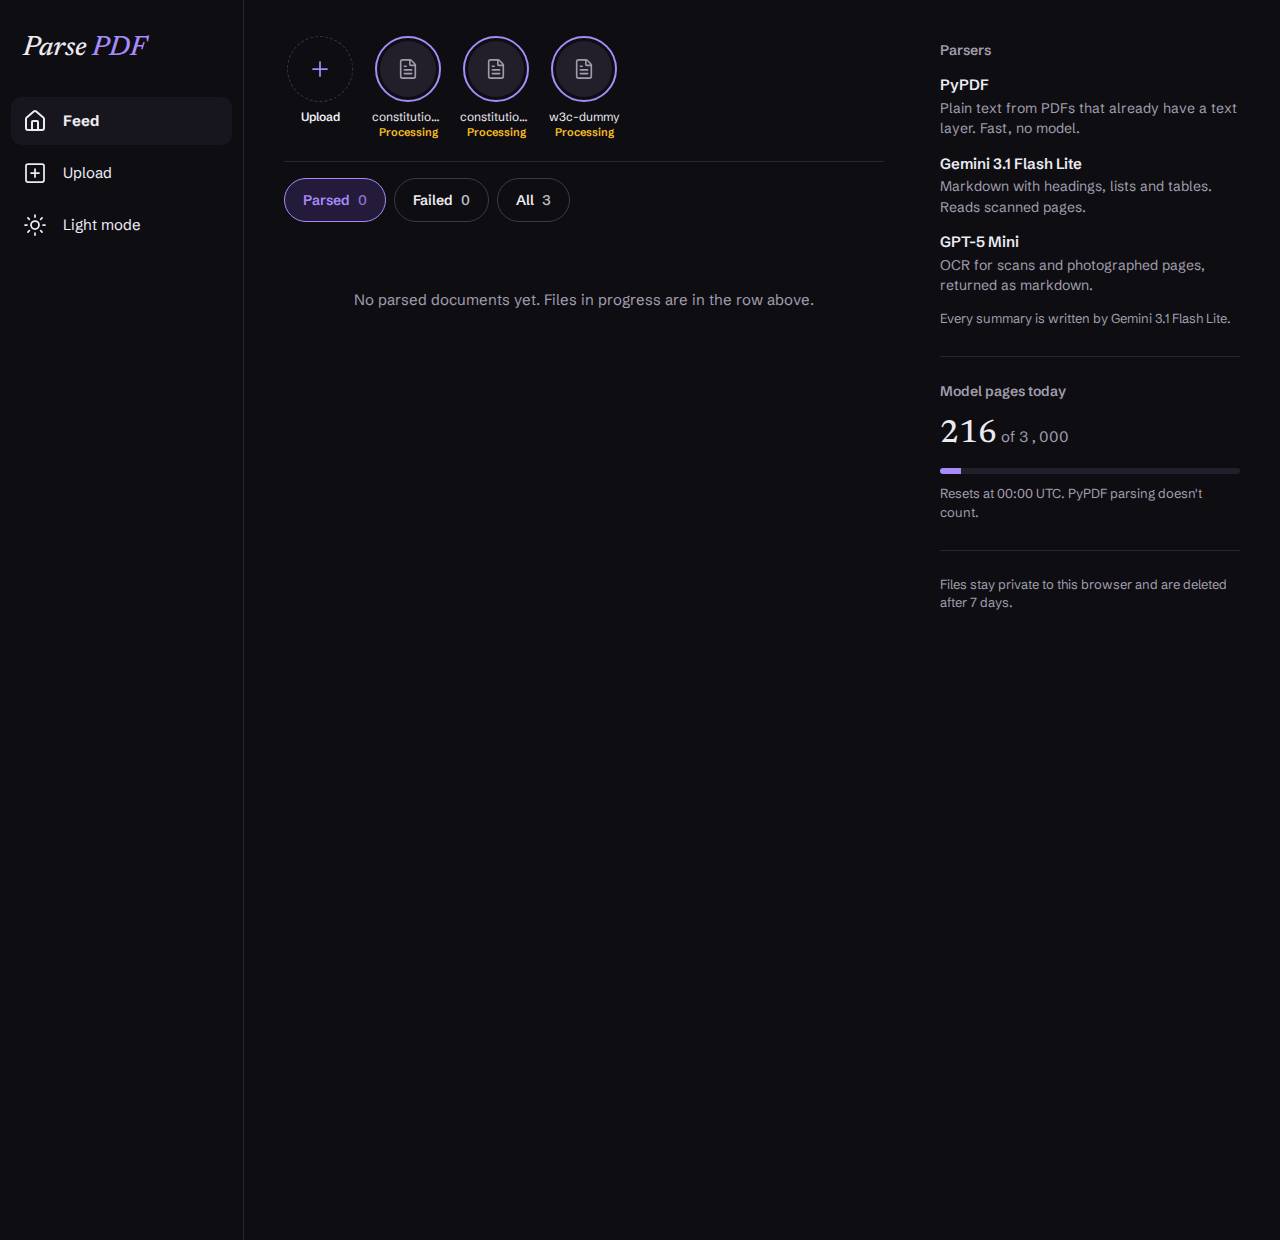 Parse PDF
Feed
Upload
Light mode
Upload
constitutio...
Processing
constitutio...
Processing
w3c-dummy
Processing
Parsed 0
Failed 0
All 3
No parsed documents yet. Files in progress are in the row above.
Parsers
PyPDF
Plain text from PDFs that already have a text
layer. Fast, no model.
Gemini 3.1 Flash Lite
Markdown with headings, lists and tables.
Reads scanned pages.
GPT-5 Mini
OCR for scans and photographed pages,
returned as markdown.
Every summary is written by Gemini 3.1 Flash Lite.
Model pages today
216 of 3,000
Resets at 00:00 UTC. PyPDF parsing doesn't
count.
Files stay private to this browser and are deleted
after 7 days.